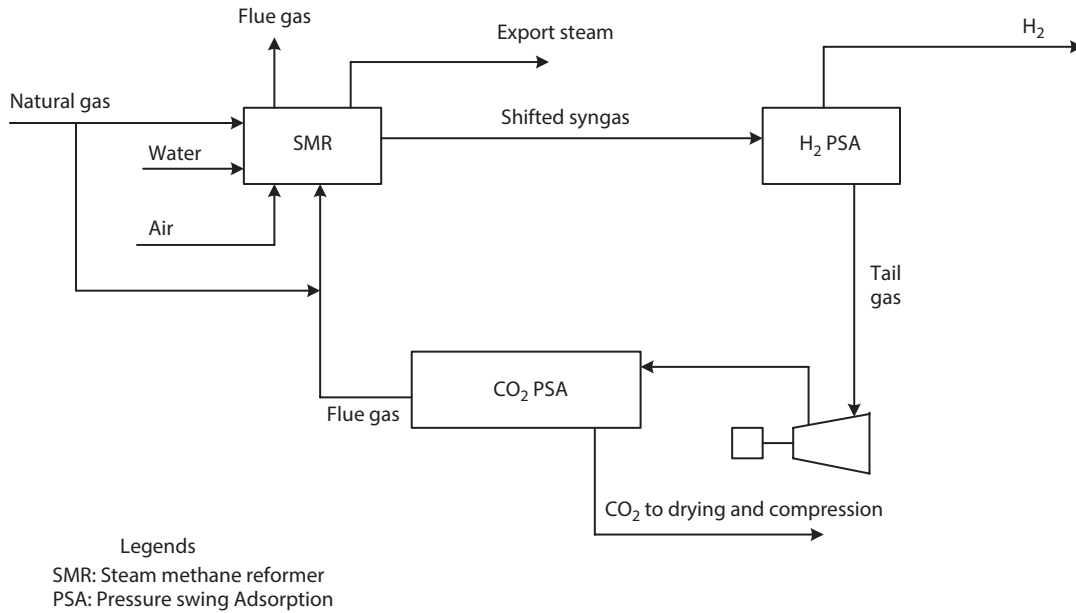 Flue gas
Export steam
H₂
Natural gas
SMR
Shifted syngas
H₂ PSA
Water
Air
Tail
gas
CO₂ PSA
Flue gas
CO₂ to drying and compression
Legends
SMR: Steam methane reformer
PSA: Pressure swing Adsorption